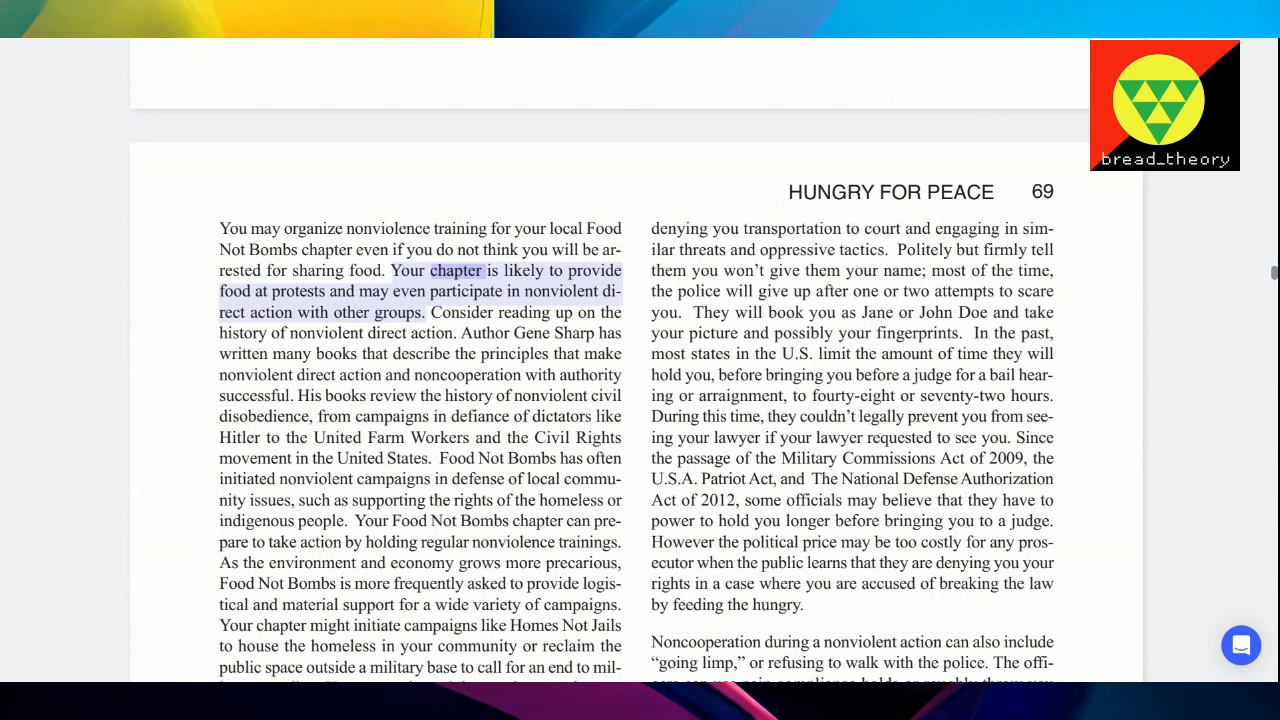 bread_theory
HUNGRY FOR PEACE 69
You may organize nonviolence training for your local Food
Not Bombs chapter even if you do not think you will be ar-
rested for sharing food. Your chapter is likely to provide
food at protests and may even participate in nonviolent di-
rect action with other groups. Consider reading up on the
history of nonviolent direct action. Author Gene Sharp has
written many books that describe the principles that make
nonviolent direct action and noncooperation with authority
successful. His books review the history of nonviolent civil
disobedience, from campaigns in defiance of dictators like
Hitler to the United Farm Workers and the Civil Rights
movement in the United States. Food Not Bombs has often
initiated nonviolent campaigns in defense of local commu-
nity issues, such as supporting the rights of the homeless or
indigenous people. Your Food Not Bombs chapter can pre-
pare to take action by holding regular nonviolence trainings.
As the environment and economy grows more precarious,
Food Not Bombs is more frequently asked to provide logis-
tical and material support for a wide variety of campaigns.
Your chapter might initiate campaigns like Homes Not Jails
to house the homeless in your community or reclaim the
public space outside a military base to call for an end to mil-
denying you transportation to court and engaging in sim-
ilar threats and oppressive tactics. Politely but firmly tell
them you won't give them your name; most of the time,
the police will give up after one or two attempts to scare
you. They will book you as Jane or John Doe and take
your picture and possibly your fingerprints. In the past,
most states in the U.S. limit the amount of time they will
hold you, before bringing you before a judge for a bail hear-
ing or arraignment, to fourty-eight or seventy-two hours.
During this time, they couldn't legally prevent you from see-
ing your lawyer if your lawyer requested to see you. Since
the passage of the Military Commissions Act of 2009, the
U.S.A. Patriot Act, and The National Defense Authorization
Act of 2012, some officials may believe that they have to
power to hold you longer before bringing you to a judge.
However the political price may be too costly for any pros-
ecutor when the public learns that they are denying you your
rights in a case where you are accused of breaking the law
by feeding the hungry.
Noncooperation during a nonviolent action can also include
“going limp,” or refusing to walk with the police. The offi-